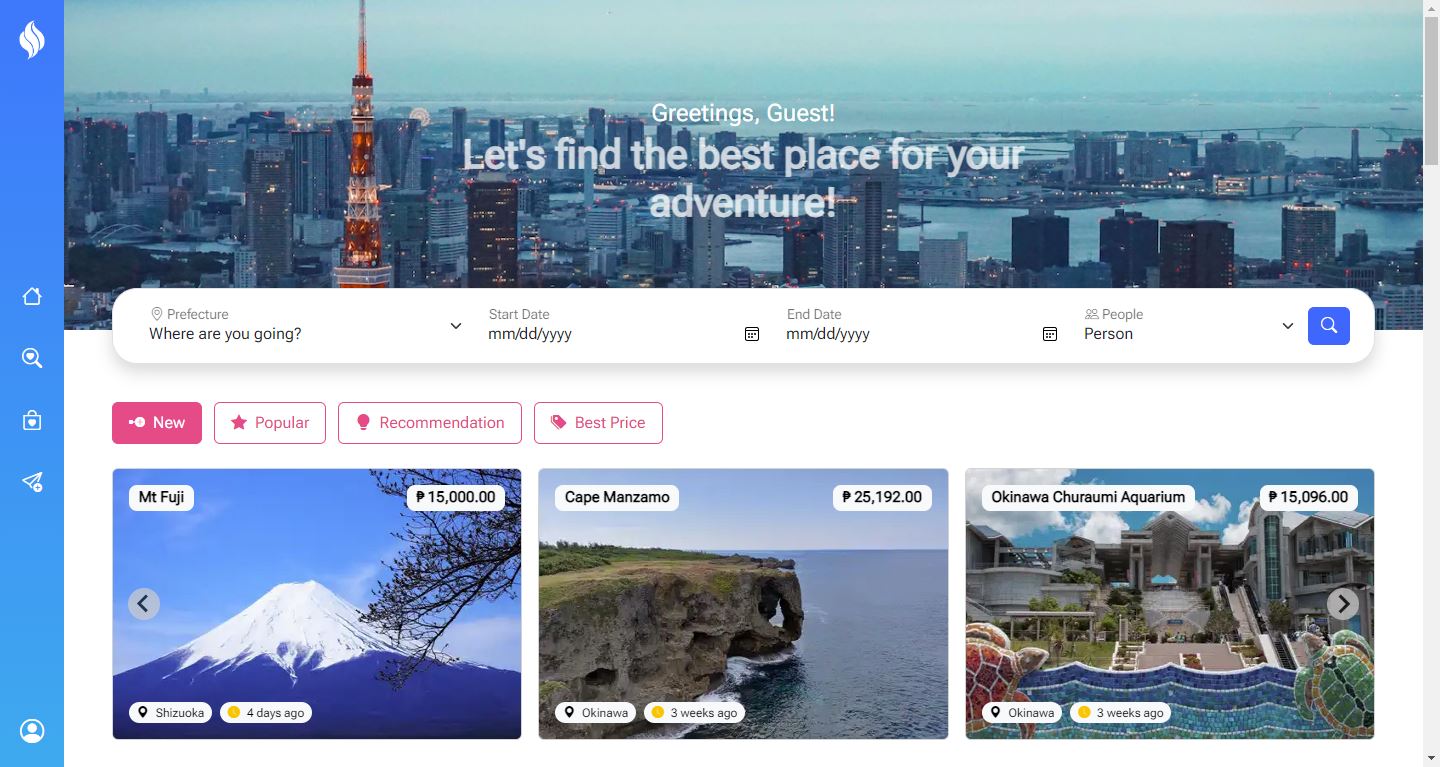 Greetings, Guest!
Let's find the best place for your
adventure!
Prefecture
Where are you going?
Start Date
mm/dd/yyyy
End Date
mm/dd/yyyy
People
Person
New
Popular
Recommendation
Best Price
Mt Fuji
₱ 15,000.00
Shizuoka
4 days ago
Cape Manzamo
₱ 25,192.00
Okinawa
3 weeks ago
Okinawa Churaumi Aquarium
₱ 15,096.00
Okinawa
3 weeks ago